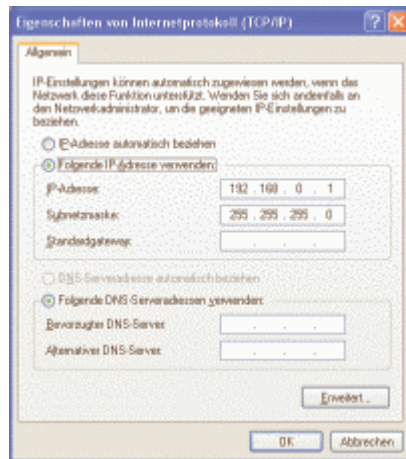 Eigenschaften von Internetprotokoll (TCP/IP)
Allgemein
IP-Einstellungen können automatisch zugewiesen werden, wenn das
Netzwerk diese Funktion unterstützt. Wenden Sie sich andernfalls an
den Netzwerkadministrator, um die geeigneten IP-Einstellungen zu
beziehen.
IP-Adresse automatisch beziehen
Folgende IP-Adresse verwenden:
IP-Adresse: 192 . 168 . 0 . 1
Subnetzmaske: 255 . 255 . 255 . 0
Standardgateway: . . .
DNS-Serveradresse automatisch beziehen
Folgende DNS-Serveradressen verwenden:
Bevorzugter DNS-Server: . . .
Alternativer DNS-Server: . . .
Erweitert...
OK Abbrechen